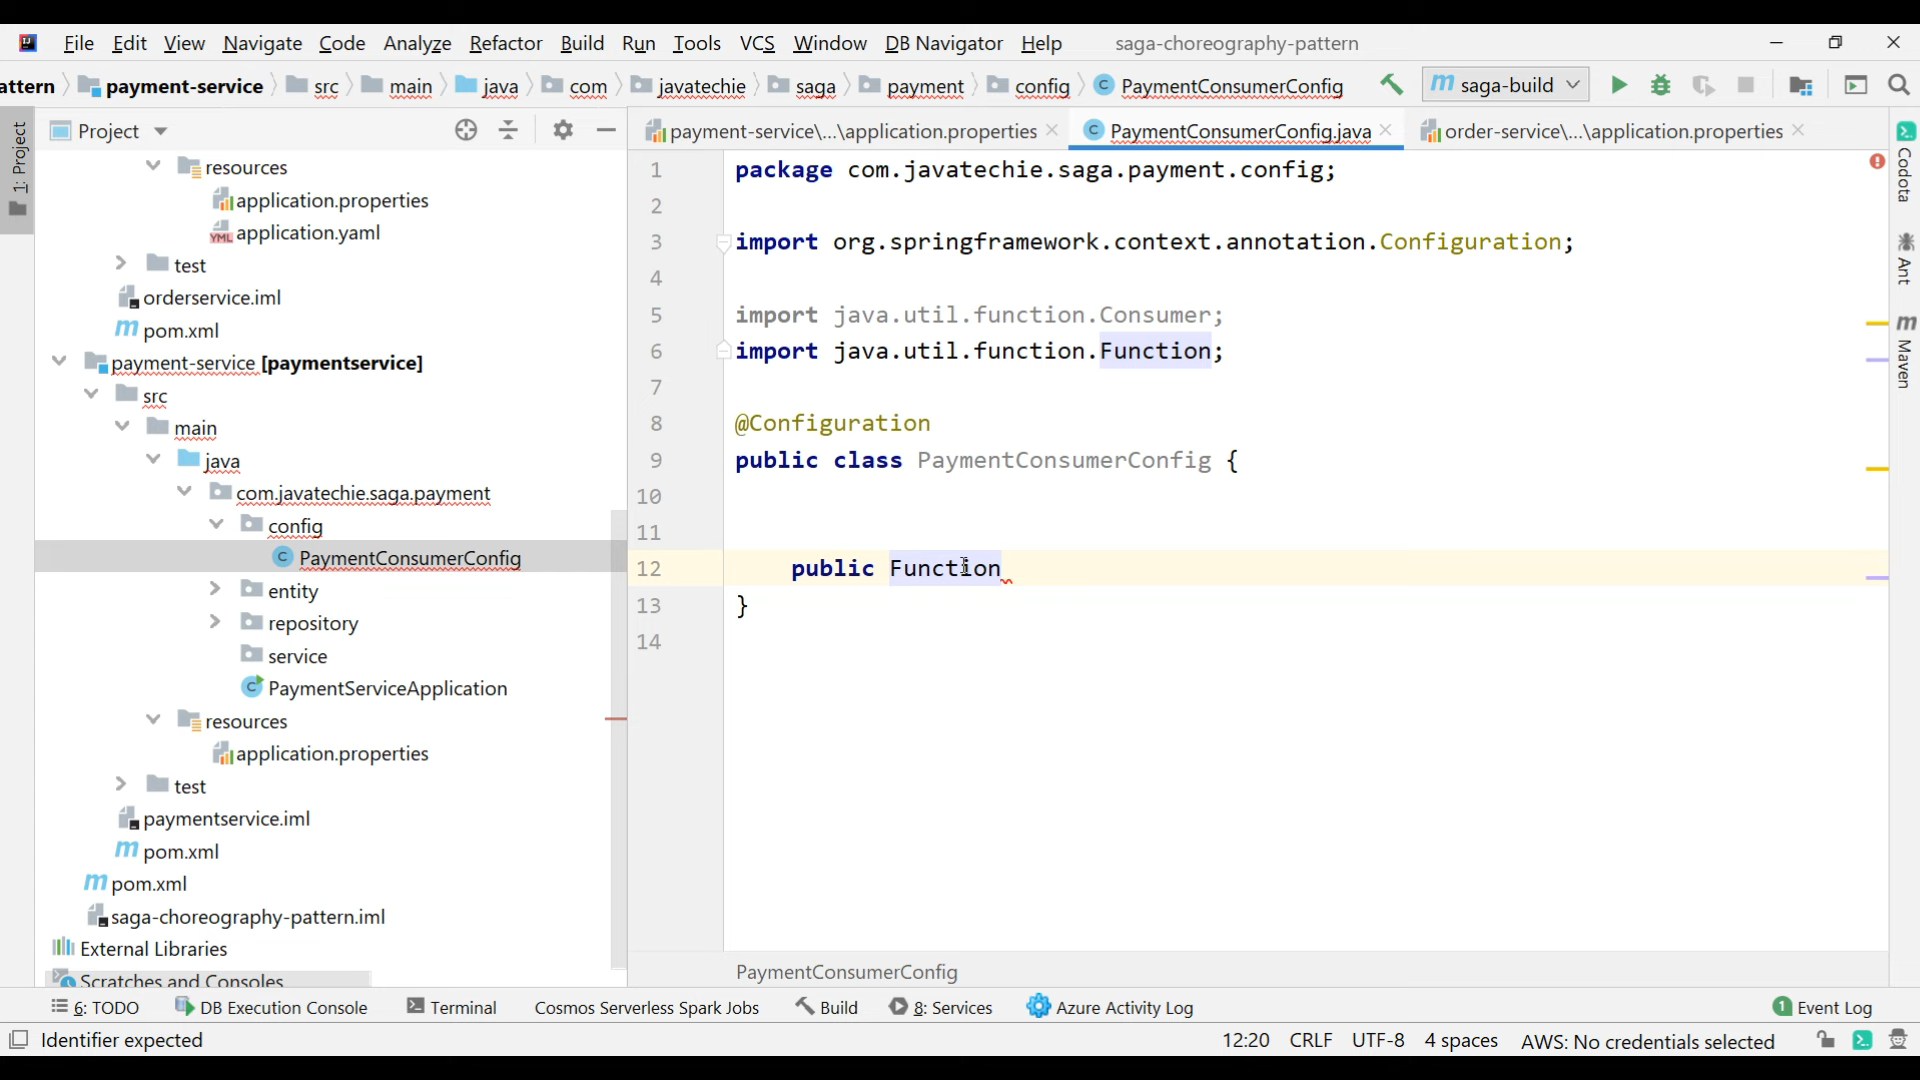 File Edit View Navigate Code Analyze Refactor Build Run Tools VCS Window DB Navigator Help saga-choreography-pattern
attern payment-service src main java com javatechie saga payment config PaymentConsumerConfig saga-build
1: Project
Project
payment-service\...\application.properties PaymentConsumerConfig.java order-service\...\application.properties
resources
application.properties
application.yaml
test
orderservice.iml
pom.xml
payment-service [paymentservice]
src
main
java
com.javatechie.saga.payment
config
PaymentConsumerConfig
entity
repository
service
PaymentServiceApplication
resources
application.properties
test
paymentservice.iml
pom.xml
pom.xml
saga-choreography-pattern.iml
External Libraries
Scratches and Consoles
1 package com.javatechie.saga.payment.config;
2
3 import org.springframework.context.annotation.Configuration;
4
5 import java.util.function.Consumer;
6 import java.util.function.Function;
7
8 @Configuration
9 public class PaymentConsumerConfig {
10
11
12 public Function
13 }
14
PaymentConsumerConfig
Codota
Ant
Maven
6: TODO DB Execution Console Terminal Cosmos Serverless Spark Jobs Build 8: Services Azure Activity Log 1 Event Log
Identifier expected 12:20 CRLF UTF-8 4 spaces AWS: No credentials selected